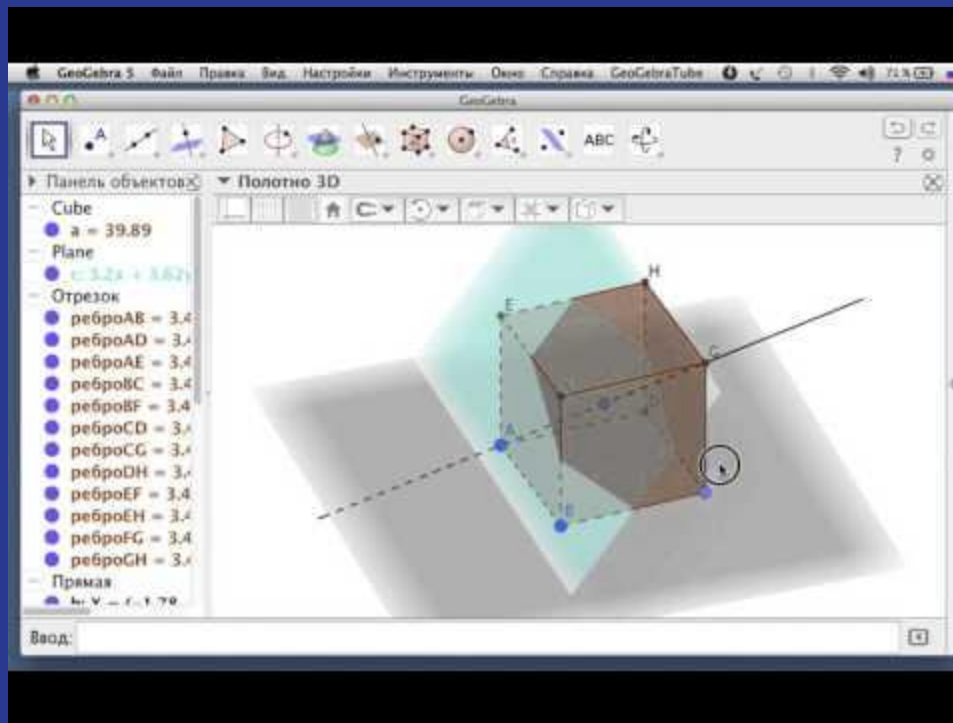 GeoGebra 5 Файл Правка Вид Настройки Инструменты Окно Справка GeoGebraTube 71%
GeoGebra
ABC
?
Панель объектов Полотно 3D
Cube
a = 39.89
Plane
Отрезок
реброAB = 3.4
реброAD = 3.4
реброAE = 3.4
реброBC = 3.4
реброBF = 3.4
реброCD = 3.4
реброCG = 3.4
реброDH = 3.4
реброEF = 3.4
реброEH = 3.4
реброFG = 3.4
реброGH = 3.4
Прямая
H
E
G
D
A
B
Ввод: